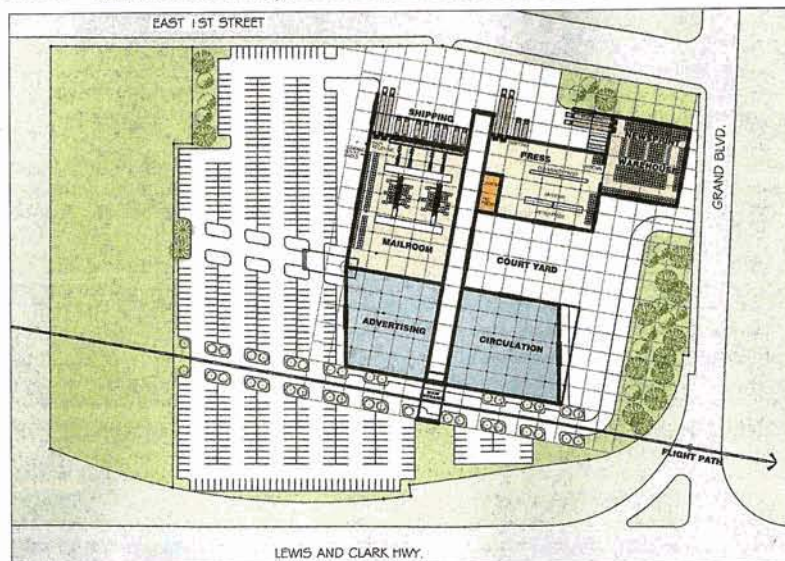 EAST 1ST STREET
SHIPPING
NEWSPRINT
WAREHOUSE
PRESS
GRAND BLVD.
MAILROOM
COURT YARD
ADVERTISING
CIRCULATION
FLIGHT PATH
LEWIS AND CLARK HWY.